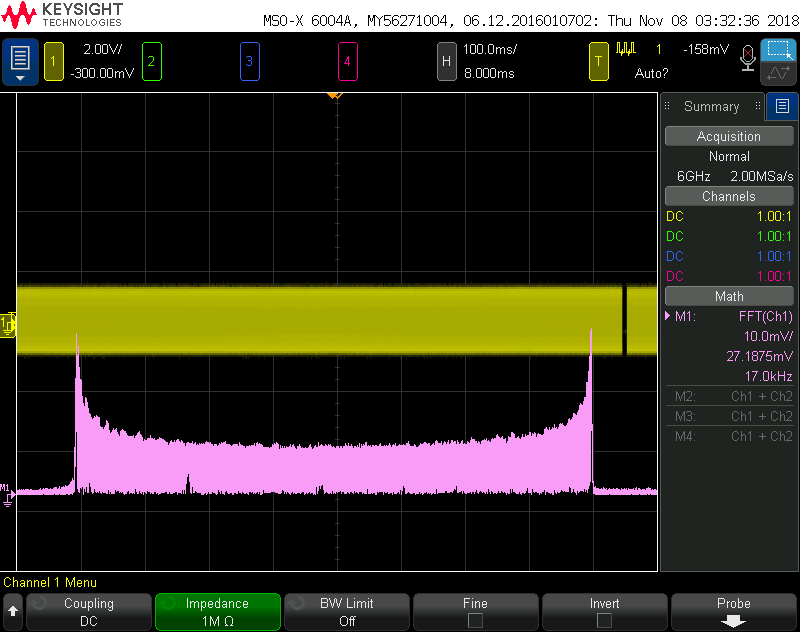 KEYSIGHT
TECHNOLOGIES
MSO-X 6004A, MY56271004, 06.12.2016010702: Thu Nov 08 03:32:36 2018
1 2.00V/ 2 3 4 H 100.0ms/ T 1 -158mV
-300.00mV 8.000ms Auto?
Summary
Acquisition
Normal
6GHz 2.00MSa/s
Channels
DC 1.00:1
DC 1.00:1
DC 1.00:1
DC 1.00:1
Math
M1: FFT(Ch1)
10.0mV/
27.1875mV
17.0kHz
M2: Ch1 + Ch2
M3: Ch1 + Ch2
M4: Ch1 + Ch2
1
M1
Channel 1 Menu
Coupling Impedance BW Limit Fine Invert Probe
DC 1M Ω Off